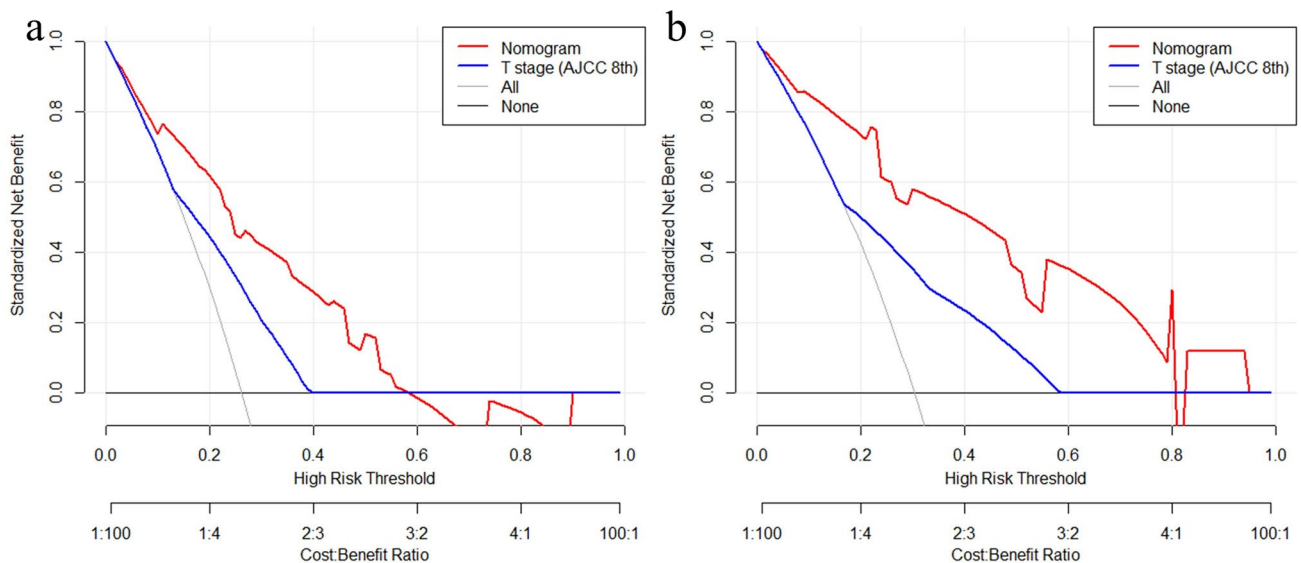 a
Nomogram
T stage (AJCC 8th)
All
None
Standardized Net Benefit
1.0
0.8
0.6
0.4
0.2
0.0
0.0 0.2 0.4 0.6 0.8 1.0
High Risk Threshold
1:100 1:4 2:3 3:2 4:1 100:1
Cost:Benefit Ratio
b
Nomogram
T stage (AJCC 8th)
All
None
Standardized Net Benefit
1.0
0.8
0.6
0.4
0.2
0.0
0.0 0.2 0.4 0.6 0.8 1.0
High Risk Threshold
1:100 1:4 2:3 3:2 4:1 100:1
Cost:Benefit Ratio